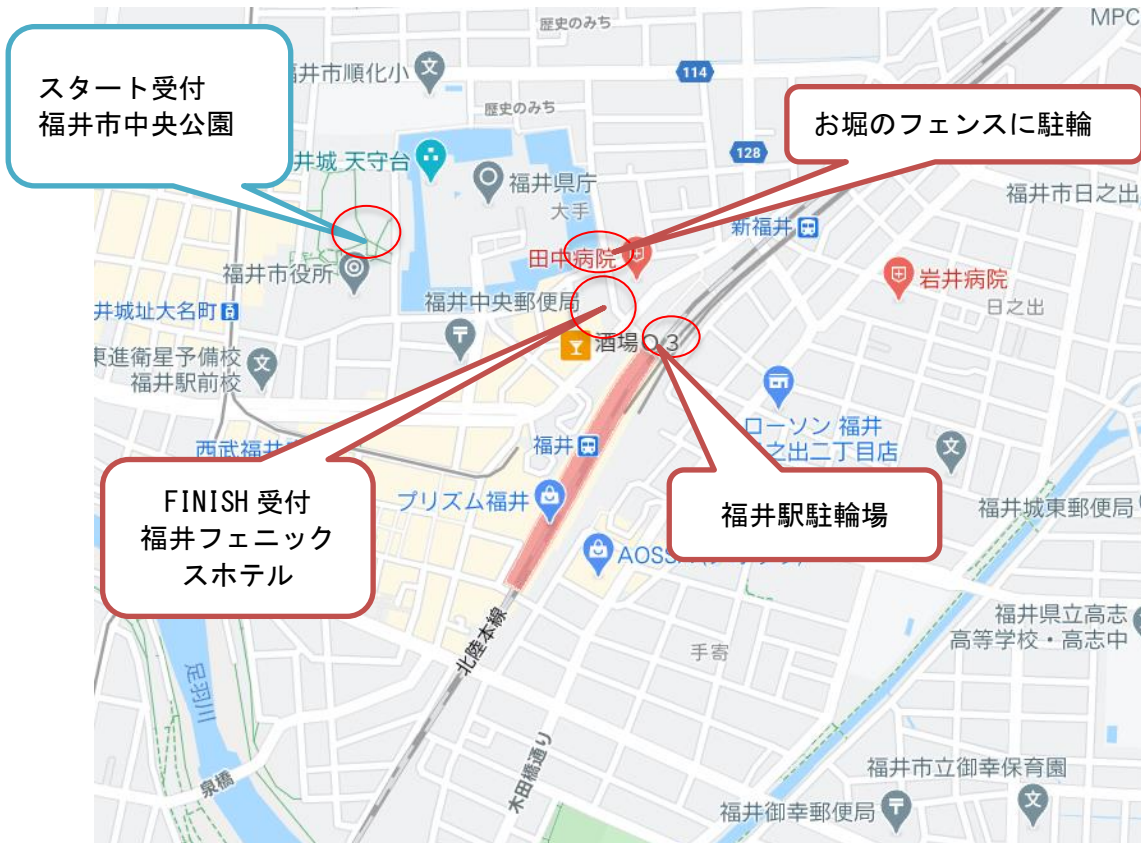 MPC
歴史のみち
福井市順化小
114
スタート受付
福井市中央公園
歴史のみち
お堀のフェンスに駐輪
128
井城 天守台
福井県庁
大手
福井市日之出
新福井
田中病院
福井市役所
岩井病院
日之出
福井中央郵便局
井城址大名町
酒場
3
東進衛星予備校
福井駅前校
ローソン 福井
之出二丁目店
福井
西武福井
プリズム福井
FINISH 受付
福井フェニック
スホテル
福井駅駐輪場
福井城東郵便局
AOSSA
福井県立高志
高等学校・高志中
北陸本線
手寄
足羽川
木田橋通り
泉橋
福井市立御幸保育園
福井御幸郵便局